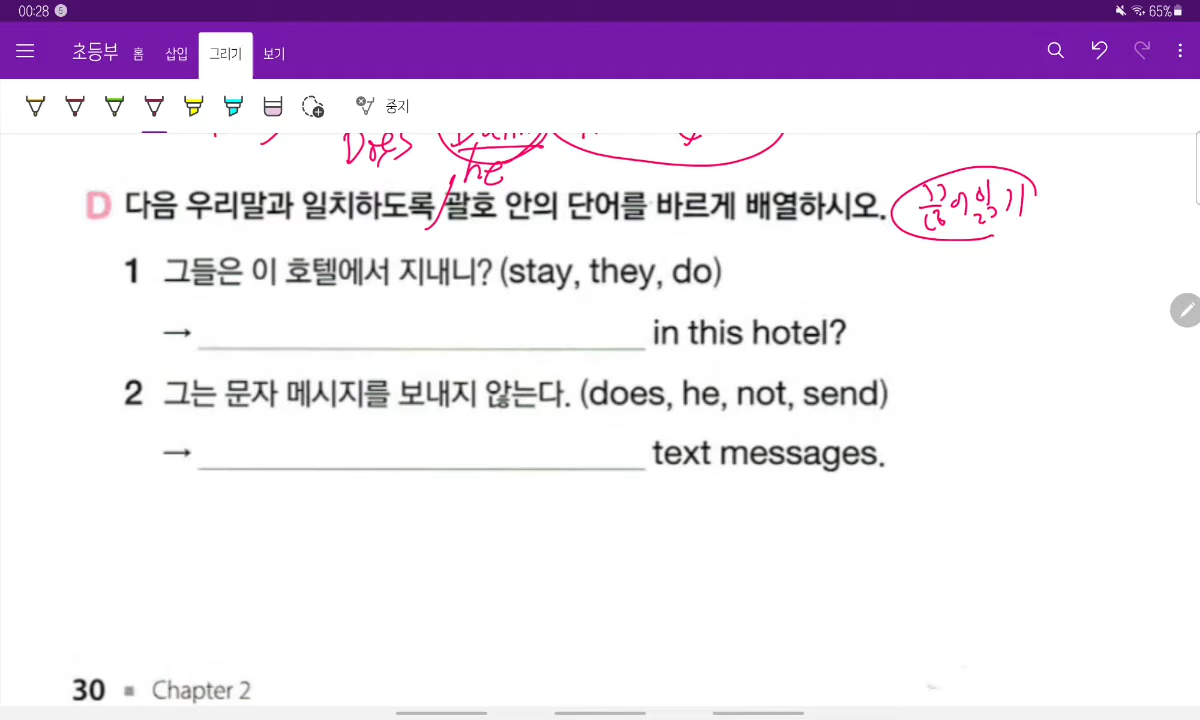 00:28 5 65%
초등부 홈 삽입 그리기 보기
중지
Does
he
D 다음 우리말과 일치하도록 괄호 안의 단어를 바르게 배열하시오. 끊어읽기
1 그들은 이 호텔에서 지내니? (stay, they, do)
→ in this hotel?
2 그는 문자 메시지를 보내지 않는다. (does, he, not, send)
→ text messages.
30 ■ Chapter 2